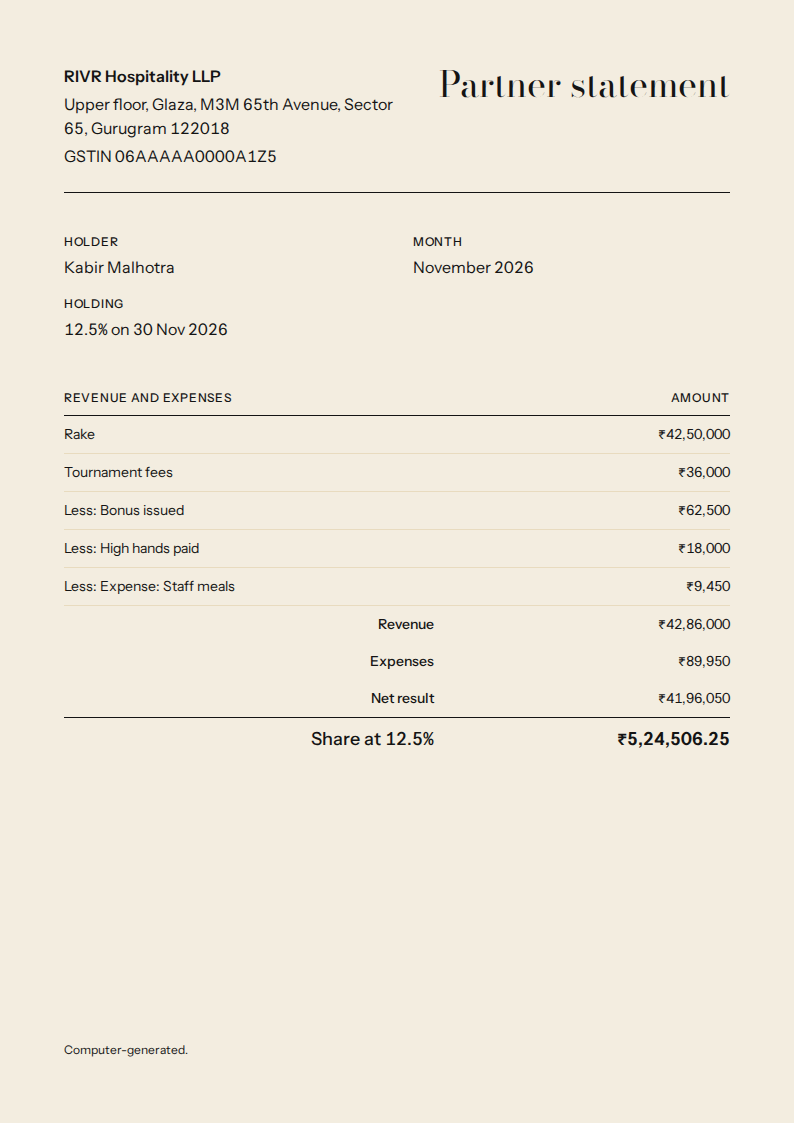 RIVR Hospitality LLP
Partner statement
Upper floor, Glaza, M3M 65th Avenue, Sector
65, Gurugram 122018
GSTIN 06AAAAA0000A1Z5
HOLDER
Kabir Malhotra
MONTH
November 2026
HOLDING
12.5% on 30 Nov 2026
REVENUE AND EXPENSES AMOUNT
Rake ₹42,50,000
Tournament fees ₹36,000
Less: Bonus issued ₹62,500
Less: High hands paid ₹18,000
Less: Expense: Staff meals ₹9,450
Revenue ₹42,86,000
Expenses ₹89,950
Net result ₹41,96,050
Share at 12.5% ₹5,24,506.25
Computer-generated.